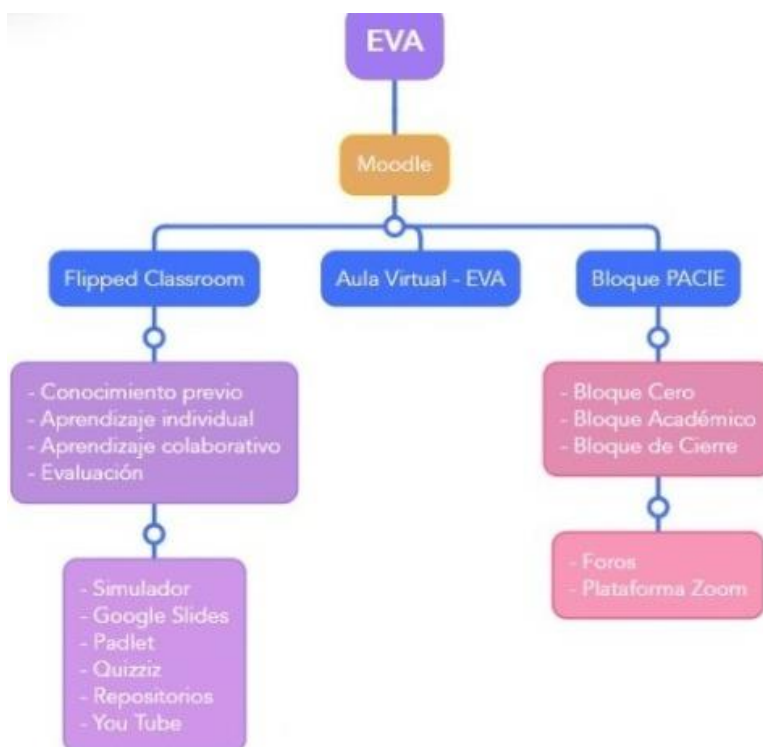 EVA
Moodle
Flipped Classroom
Aula Virtual - EVA
Bloque PACIE
- Conocimiento previo
- Aprendizaje individual
- Aprendizaje colaborativo
- Evaluación
- Bloque Cero
- Bloque Académico
- Bloque de Cierre
- Simulador
- Google Slides
- Padlet
- Quizziz
- Repositorios
- You Tube
- Foros
- Plataforma Zoom